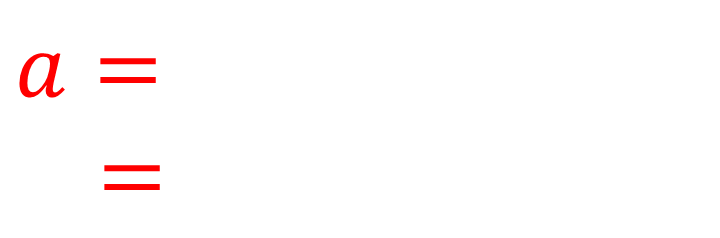 a =
=